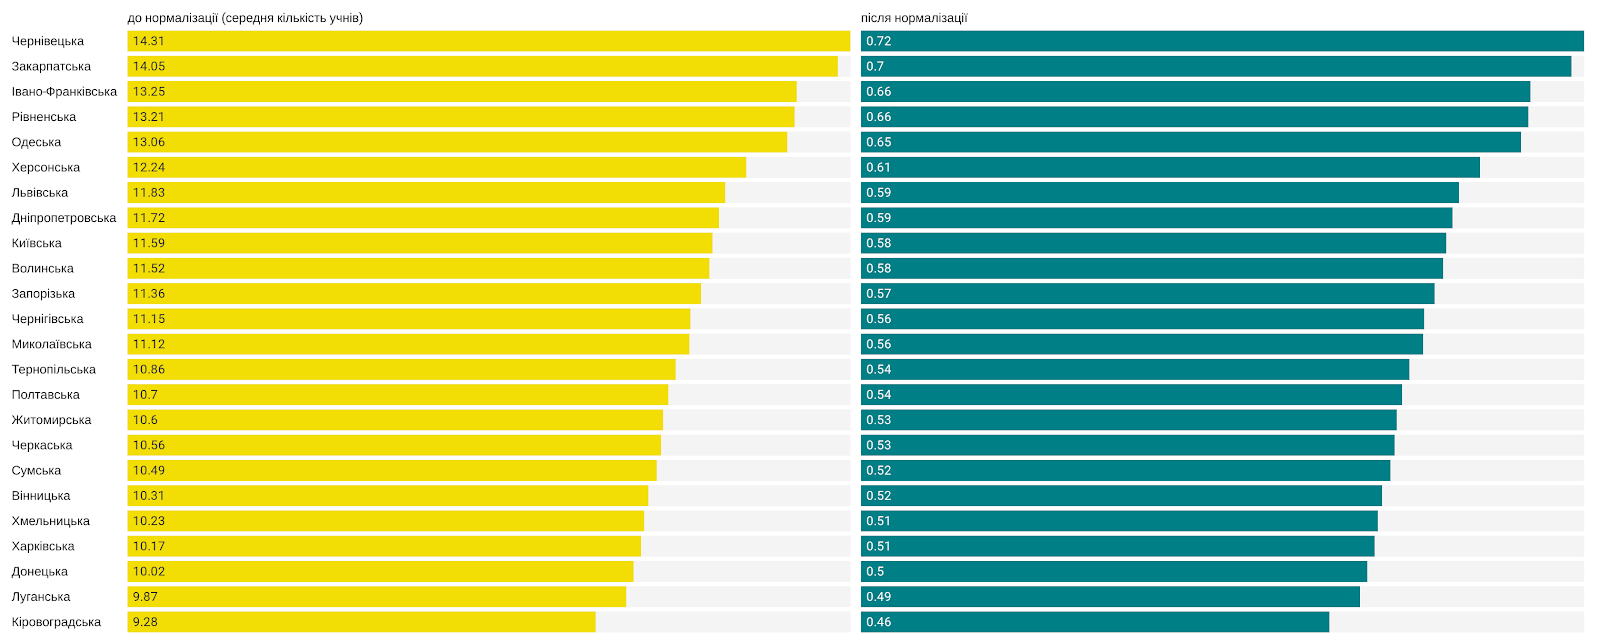 до нормалізації (середня кількість учнів) після нормалізації
Чернівецька 14.31 0.72
Закарпатська 14.05 0.7
Івано-Франківська 13.25 0.66
Рівненська 13.21 0.66
Одеська 13.06 0.65
Херсонська 12.24 0.61
Львівська 11.83 0.59
Дніпропетровська 11.72 0.59
Київська 11.59 0.58
Волинська 11.52 0.58
Запорізька 11.36 0.57
Чернігівська 11.15 0.56
Миколаївська 11.12 0.56
Тернопільська 10.86 0.54
Полтавська 10.7 0.54
Житомирська 10.6 0.53
Черкаська 10.56 0.53
Сумська 10.49 0.52
Вінницька 10.31 0.52
Хмельницька 10.23 0.51
Харківська 10.17 0.51
Донецька 10.02 0.5
Луганська 9.87 0.49
Кіровоградська 9.28 0.46